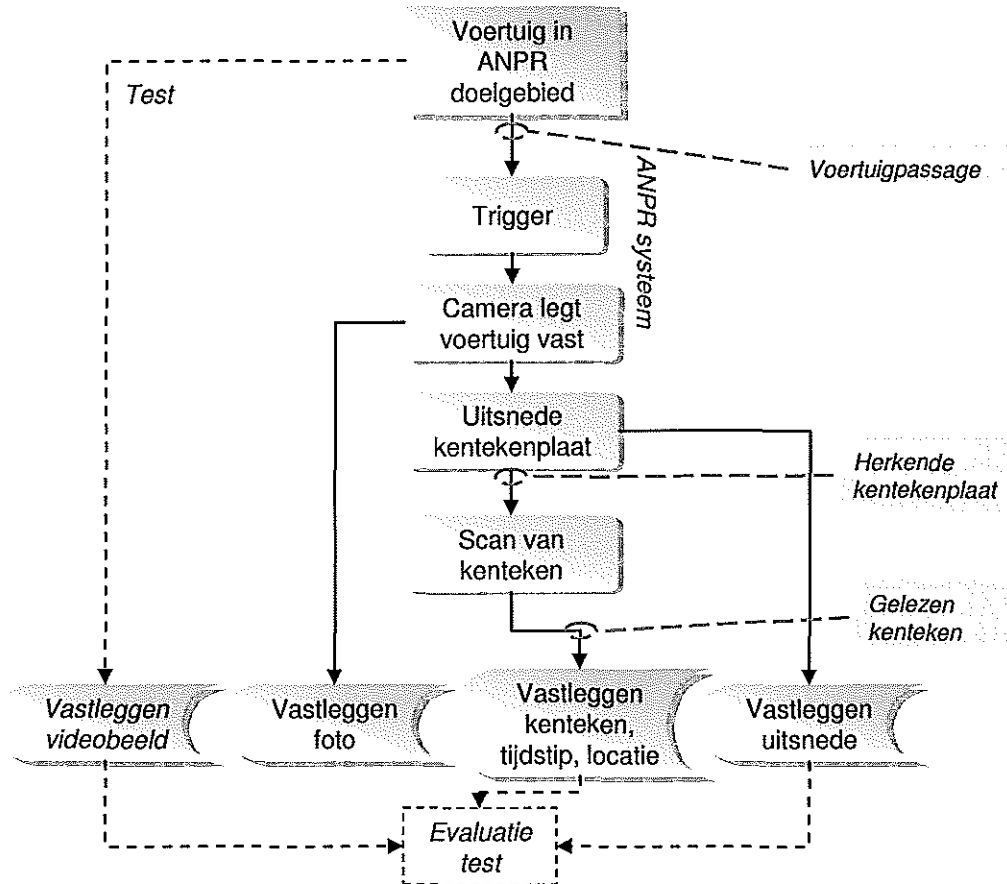 Voertuig in
ANPR
doelgebied
Test
Voertuigpassage
ANPR systeem
Trigger
Camera legt
voertuig vast
Uitsnede
kentekenplaat
Herkende
kentekenplaat
Scan van
kenteken
Gelezen
kenteken
Vastleggen
videobeeld
Vastleggen
foto
Vastleggen
kenteken,
tijdstip, locatie
Vastleggen
uitsnede
Evaluatie
test